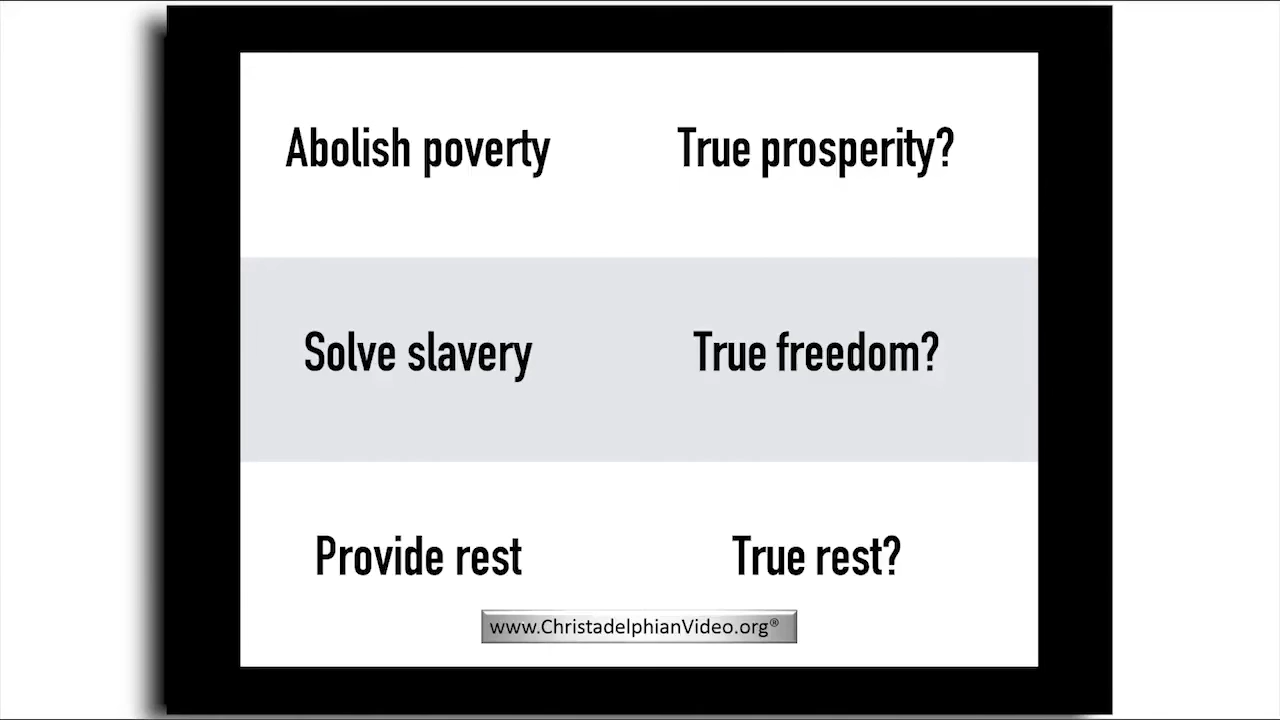 Abolish poverty True prosperity?
Solve slavery True freedom?
Provide rest True rest?
www.ChristadelphianVideo.org®